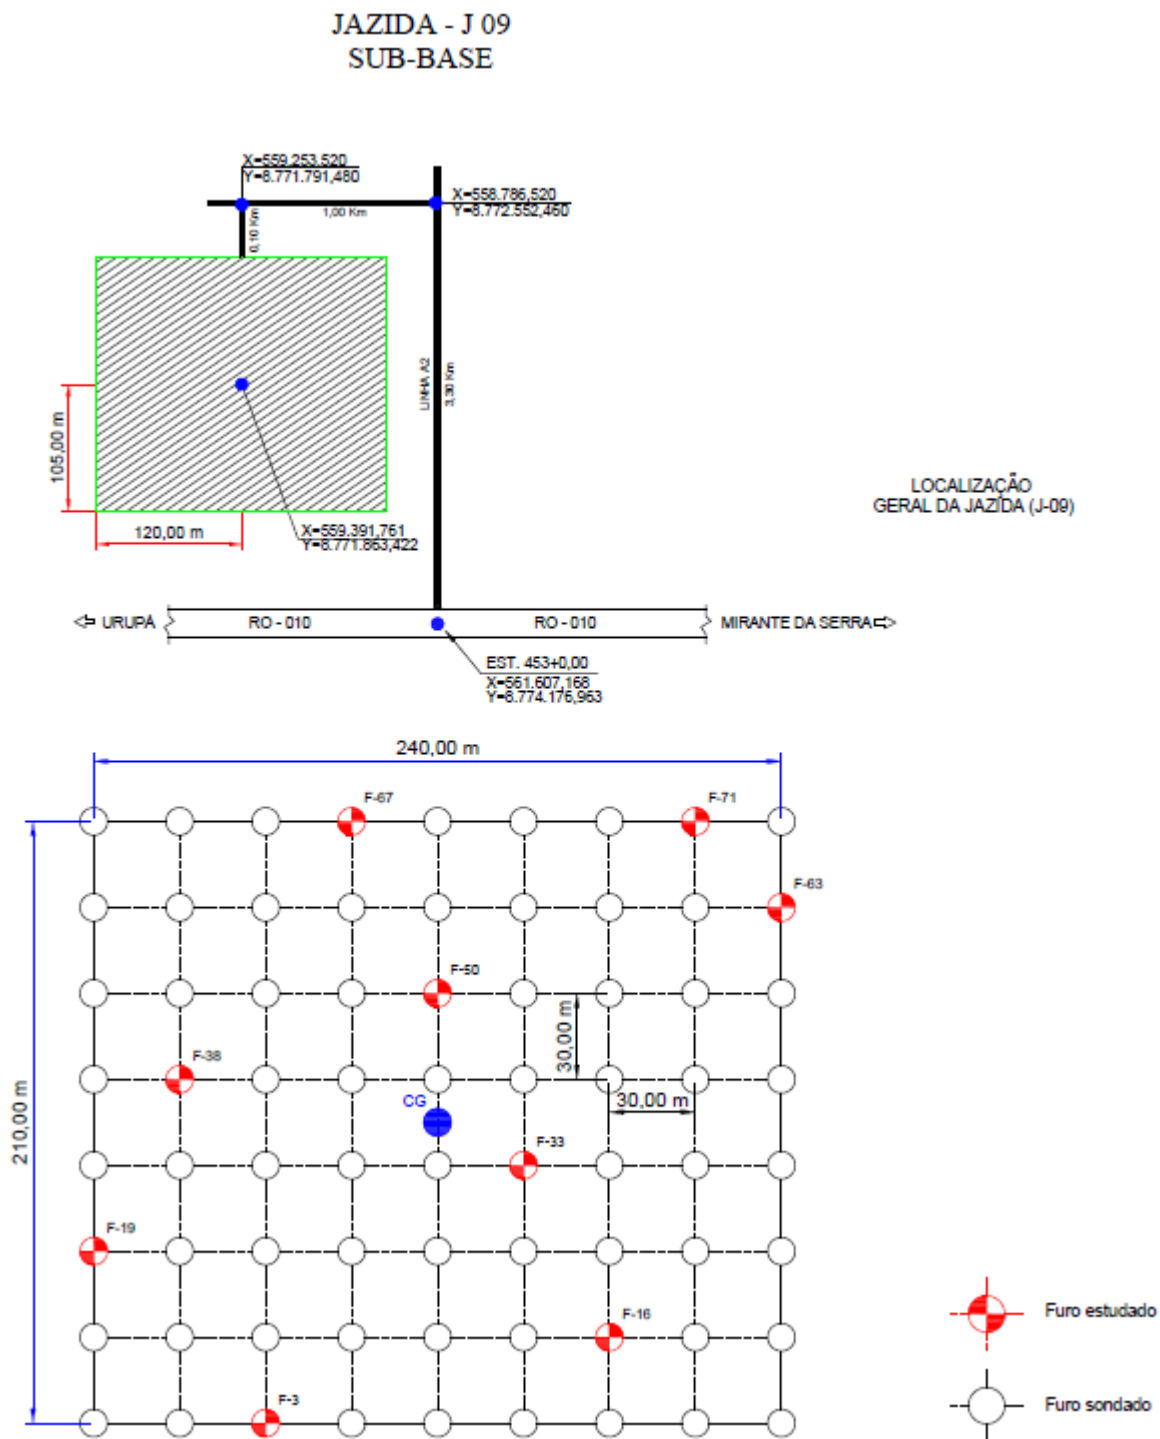 JAZIDA - J 09
SUB-BASE
X=559.253,520
Y=8.771.791,480
X=558.786,520
Y=8.772.552,460
1,00 Km
0,10 Km
LINHA A2
3,30 Km
105,00 m
120,00 m
X=559.391,761
Y=8.771.863,422
LOCALIZAÇÃO
GERAL DA JAZIDA (J-09)
URUPÁ
RO - 010
RO - 010
MIRANTE DA SERRA
EST. 453+0,00
X=561.607,168
Y=8.774.176,963
240,00 m
F-67
F-71
F-63
F-50
30,00 m
F-38
30,00 m
CG
210,00 m
F-33
F-19
F-16
F-3
Furo estudado
Furo sondado